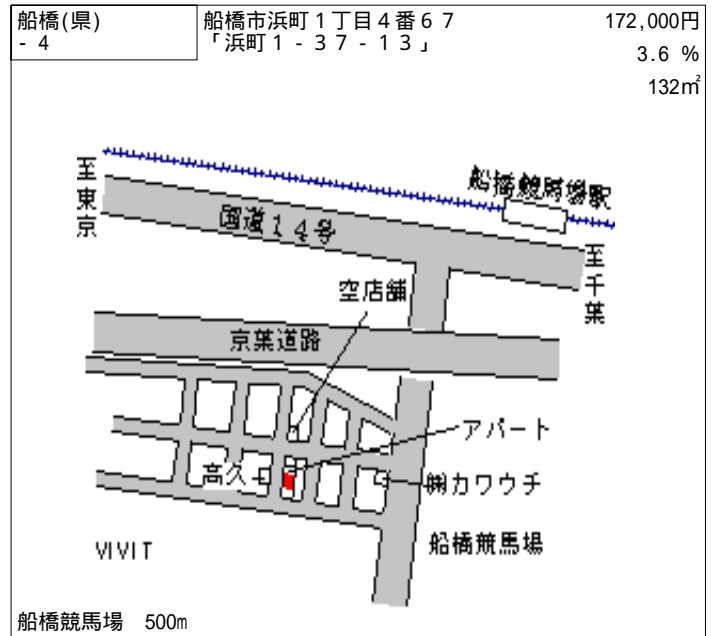 船橋(県)
- 4
船橋市浜町１丁目４番６７
「浜町１‐３７‐１３」
172,000円
3.6 %
132㎡
至東京
船橋競馬場駅
国道１４号
至千葉
空店舗
京葉道路
アパート
高久
㈱カワウチ
VIVIT
船橋競馬場
船橋競馬場 500m